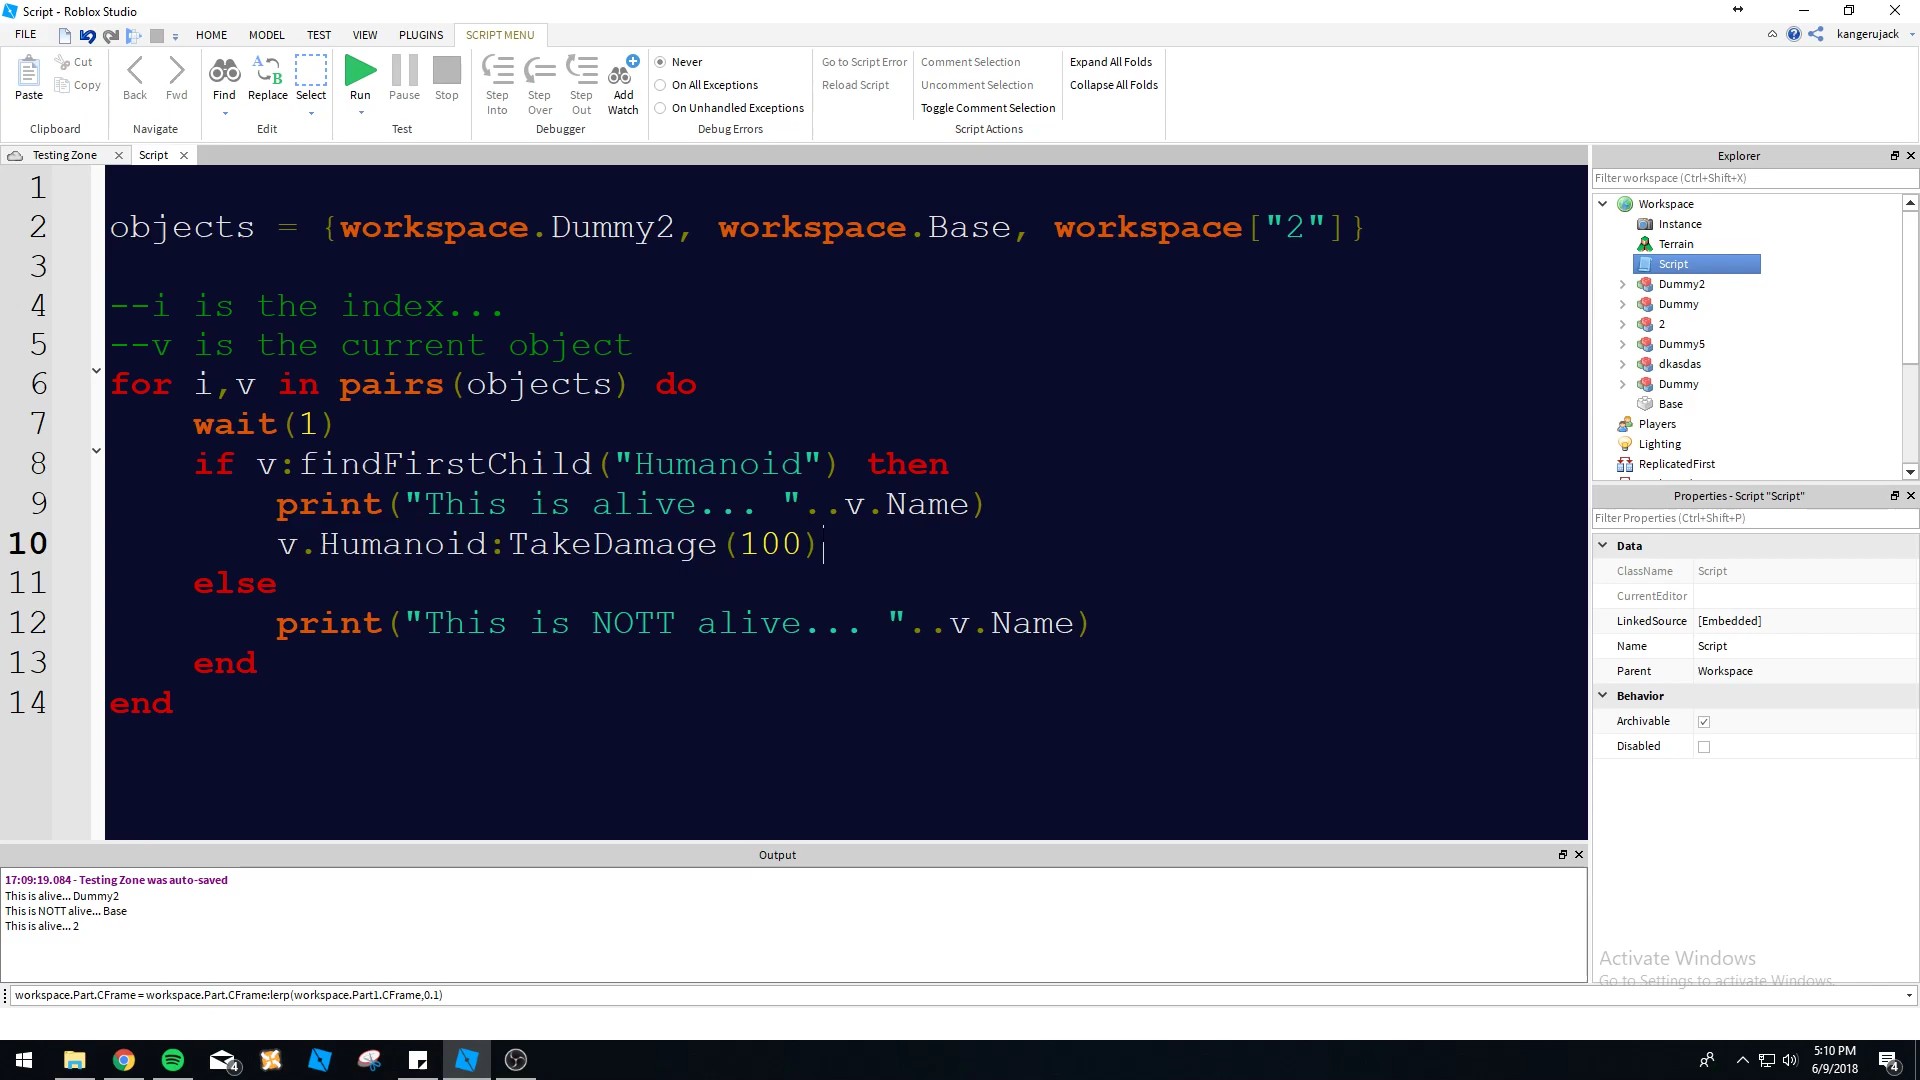 Script - Roblox Studio
FILE HOME MODEL TEST VIEW PLUGINS SCRIPT MENU kangerujack
Paste Cut Copy
Clipboard
Back Fwd
Navigate
Find Replace Select
Edit
Run Pause Stop
Test
Step Into Step Over Step Out Add Watch
Debugger
Never
On All Exceptions
On Unhandled Exceptions
Debug Errors
Go to Script Error
Reload Script
Comment Selection
Uncomment Selection
Toggle Comment Selection
Script Actions
Expand All Folds
Collapse All Folds
Testing Zone Script
1
2 objects = {workspace.Dummy2, workspace.Base, workspace["2"]}
3
4 --i is the index...
5 --v is the current object
6 for i,v in pairs(objects) do
7 wait(1)
8 if v:findFirstChild("Humanoid") then
9 print("This is alive... "..v.Name)
10 v.Humanoid:TakeDamage(100)
11 else
12 print("This is NOTT alive... "..v.Name)
13 end
14 end
Explorer
Filter workspace (Ctrl+Shift+X)
Workspace
Instance
Terrain
Script
Dummy2
Dummy
2
Dummy5
dkasdas
Dummy
Base
Players
Lighting
ReplicatedFirst
Properties - Script "Script"
Filter Properties (Ctrl+Shift+P)
Data
ClassName Script
CurrentEditor
LinkedSource [Embedded]
Name Script
Parent Workspace
Behavior
Archivable
Disabled
Output
17:09:19.084 - Testing Zone was auto-saved
This is alive... Dummy2
This is NOTT alive... Base
This is alive... 2
Activate Windows
Go to Settings to activate Windows.
workspace.Part.CFrame = workspace.Part.CFrame:lerp(workspace.Part1.CFrame,0.1)
4
5:10 PM
6/9/2018
4